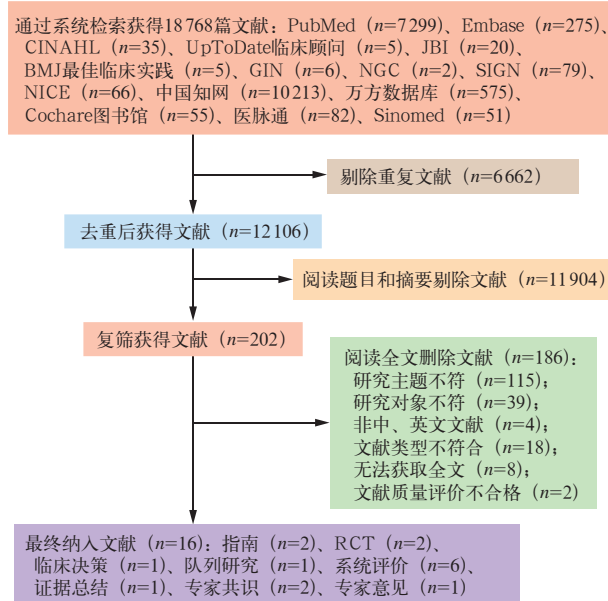 通过系统检索获得18 768篇文献：PubMed（n=7 299）、Embase（n=275）、
CINAHL（n=35）、UpToDate临床顾问（n=5）、JBI（n=20）、
BMJ最佳临床实践（n=5）、GIN（n=6）、NGC（n=2）、SIGN（n=79）、
NICE（n=66）、中国知网（n=10 213）、万方数据库（n=575）、
Cochare图书馆（n=55）、医脉通（n=82）、Sinomed（n=51）
剔除重复文献（n=6 662）
去重后获得文献（n=12 106）
阅读题目和摘要剔除文献（n=11 904）
复筛获得文献（n=202）
阅读全文删除文献（n=186）：
研究主题不符（n=115）；
研究对象不符（n=39）；
非中、英文文献（n=4）；
文献类型不符合（n=18）；
无法获取全文（n=8）；
文献质量评价不合格（n=2）
最终纳入文献（n=16）：指南（n=2）、RCT（n=2）、
临床决策（n=1）、队列研究（n=1）、系统评价（n=6）、
证据总结（n=1）、专家共识（n=2）、专家意见（n=1）